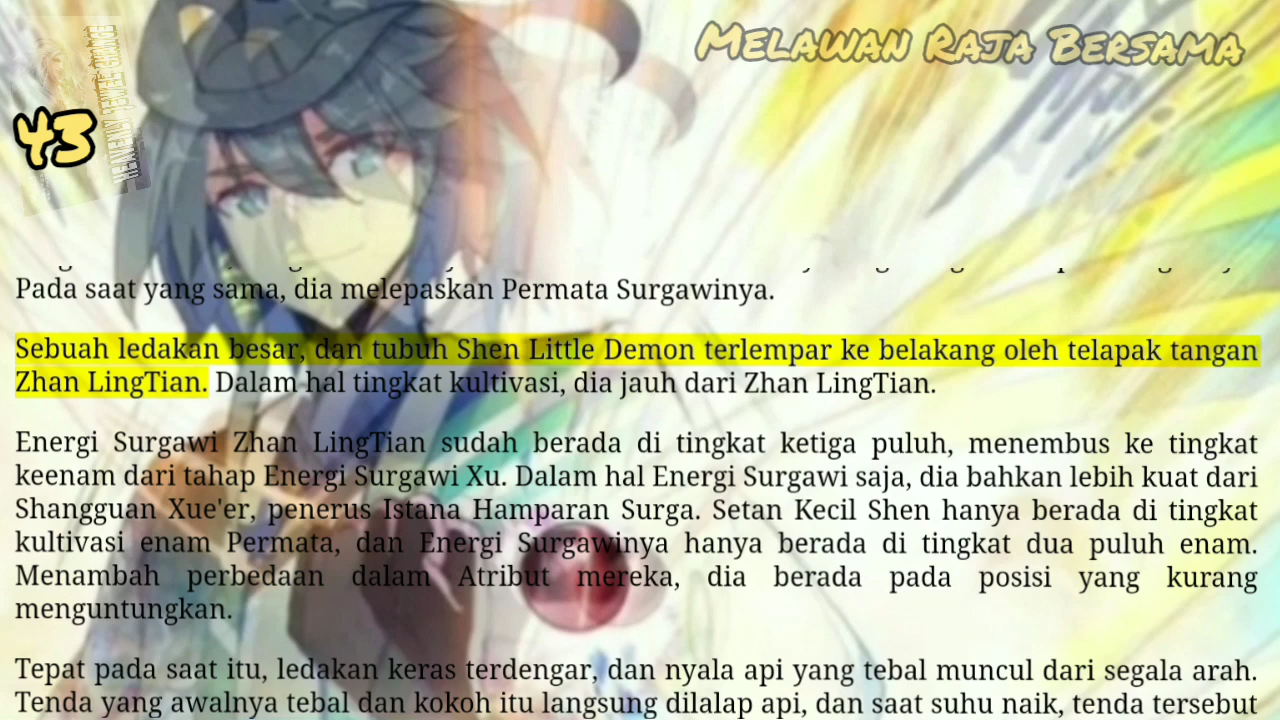 Melawan Raja Bersama
43
HEAVENLY JEWEL CHANGE
Pada saat yang sama, dia melepaskan Permata Surgawinya.
Sebuah ledakan besar, dan tubuh Shen Little Demon terlempar ke belakang oleh telapak tangan
Zhan LingTian. Dalam hal tingkat kultivasi, dia jauh dari Zhan LingTian.
Energi Surgawi Zhan LingTian sudah berada di tingkat ketiga puluh, menembus ke tingkat
keenam dari tahap Energi Surgawi Xu. Dalam hal Energi Surgawi saja, dia bahkan lebih kuat dari
Shangguan Xue'er, penerus Istana Hamparan Surga. Setan Kecil Shen hanya berada di tingkat
kultivasi enam Permata, dan Energi Surgawinya hanya berada di tingkat dua puluh enam.
Menambah perbedaan dalam Atribut mereka, dia berada pada posisi yang kurang
menguntungkan.
Tepat pada saat itu, ledakan keras terdengar, dan nyala api yang tebal muncul dari segala arah.
Tenda yang awalnya tebal dan kokoh itu langsung dilalap api, dan saat suhu naik, tenda tersebut